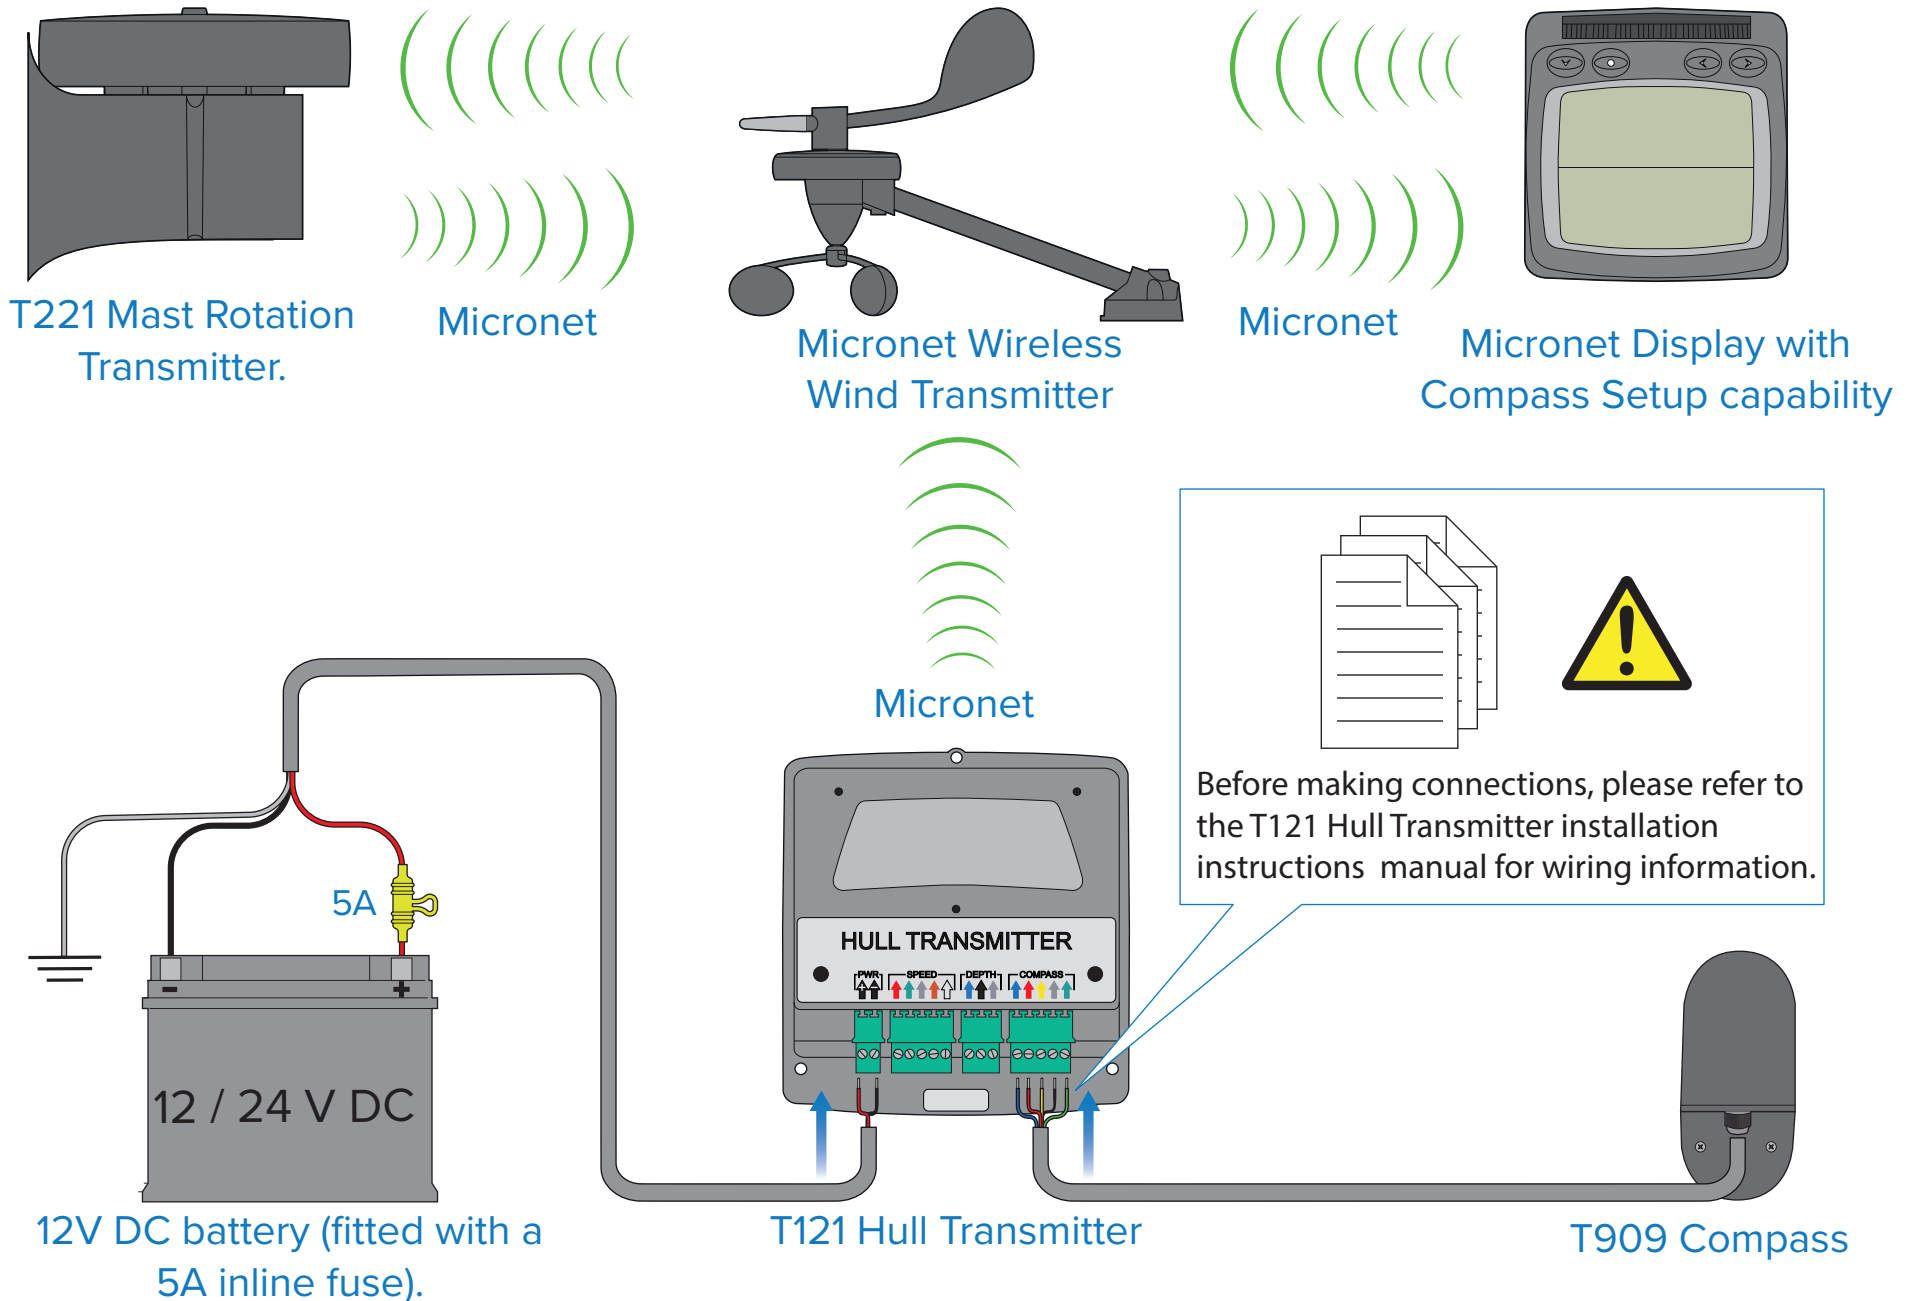 T221 Mast Rotation
Transmitter.
Micronet
Micronet Wireless
Wind Transmitter
Micronet
Micronet Display with
Compass Setup capability
Micronet
Before making connections, please refer to
the T121 Hull Transmitter installation
instructions  manual for wiring information.
5A
HULL TRANSMITTER
PWR SPEED DEPTH COMPASS
- +
12 / 24 V DC
12V DC battery (fitted with a
5A inline fuse).
T121 Hull Transmitter
T909 Compass